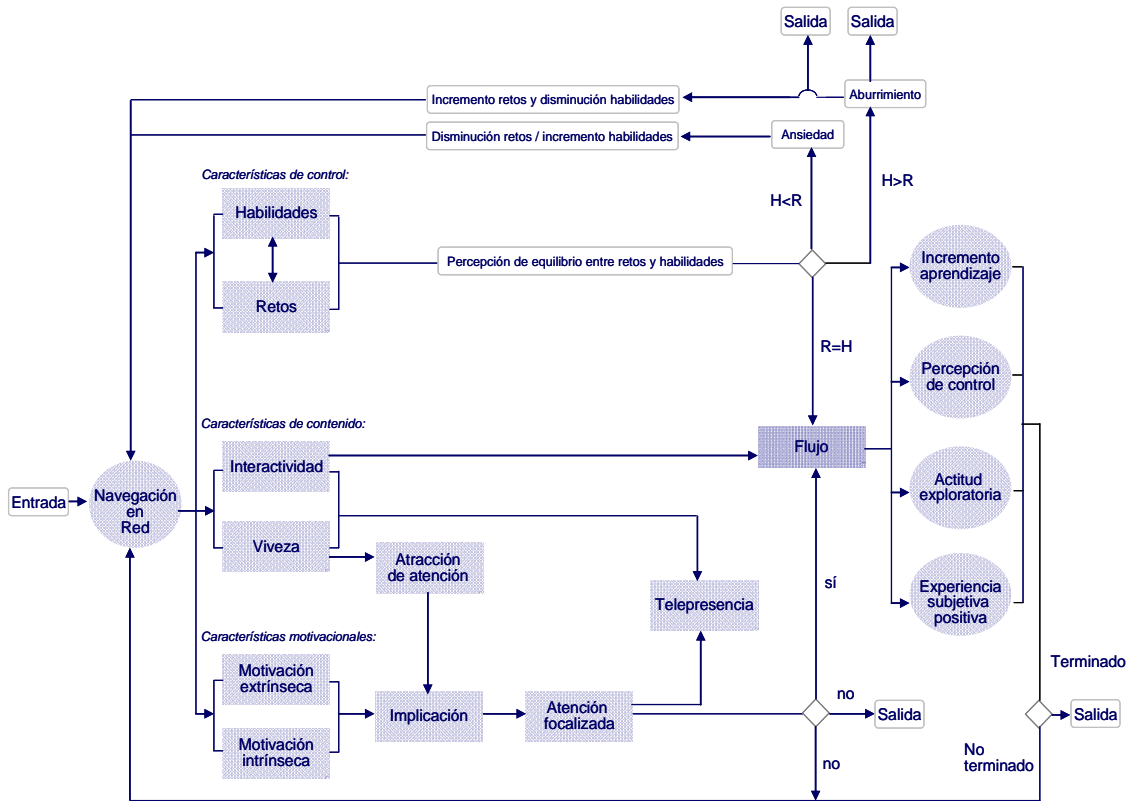 Salida
Salida
Incremento retos y disminución habilidades
Aburrimiento
Disminución retos / incremento habilidades
Ansiedad
Características de control:
H<R
H>R
Habilidades
Percepción de equilibrio entre retos y habilidades
Retos
Incremento
aprendizaje
R=H
Percepción
de control
Características de contenido:
Interactividad
Flujo
Entrada
Navegación
en
Red
Actitud
exploratoria
Viveza
Atracción
de atención
sí
Telepresencia
Experiencia
subjetiva
positiva
Características motivacionales:
Motivación
extrínseca
Implicación
Atención
focalizada
Motivación
intrínseca
no
Salida
no
Terminado
Salida
No
terminado